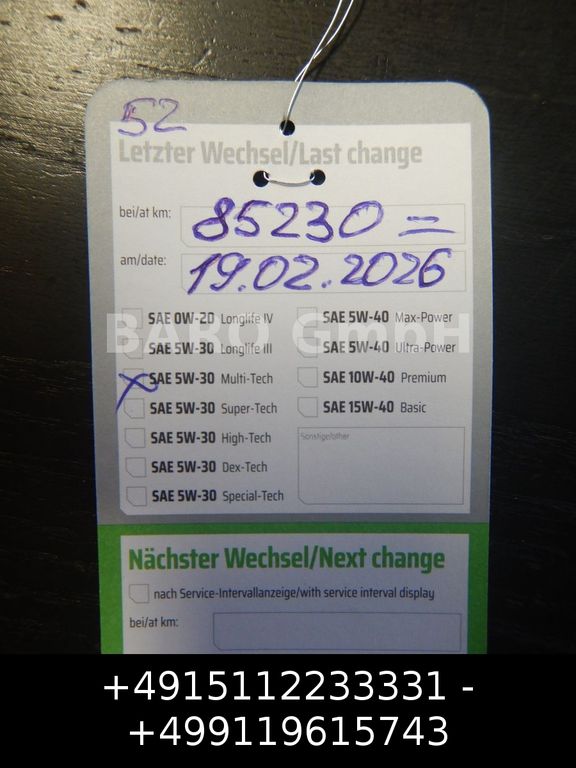 52
Letzter Wechsel/Last change
bei/at km: 85230 =
am/date: 19.02.2026
SAE 0W-20 Longlife IV
SAE 5W-40 Max-Power
BARO GmbH
SAE 5W-30 Longlife III
SAE 5W-40 Ultra-Power
X SAE 5W-30 Multi-Tech
SAE 10W-40 Premium
SAE 5W-30 Super-Tech
SAE 15W-40 Basic
SAE 5W-30 High-Tech
Sonstige/other
SAE 5W-30 Dex-Tech
SAE 5W-30 Special-Tech
Nächster Wechsel/Next change
nach Service-Intervallanzeige/with service interval display
bei/at km:
+4915112233331 -
+499119615743